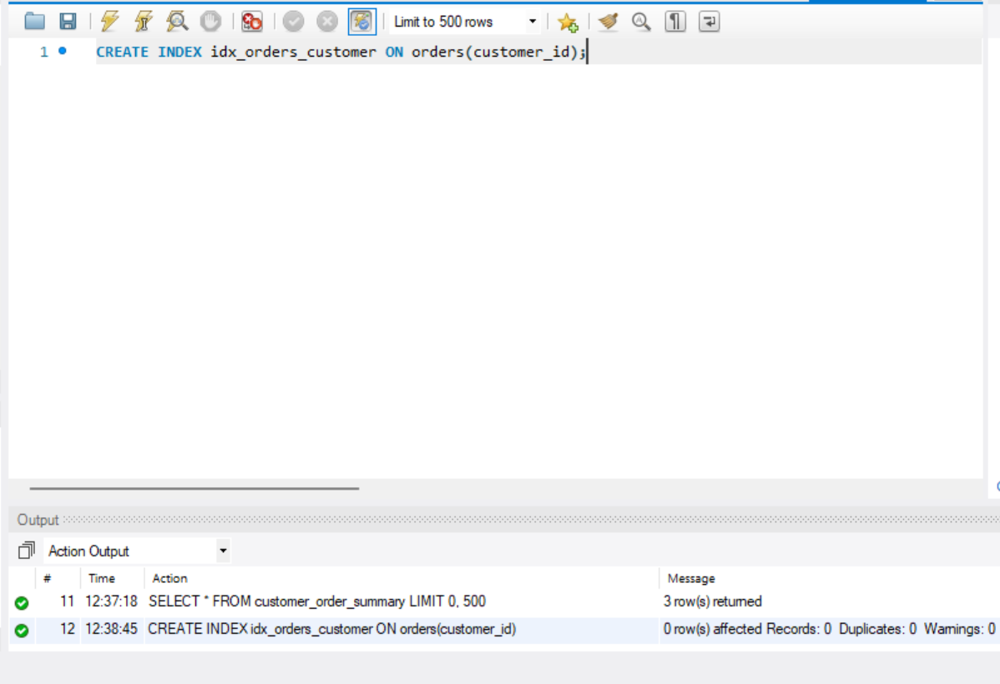 Limit to 500 rows
1 CREATE INDEX idx_orders_customer ON orders(customer_id);
Output
Action Output
# Time Action Message
11 12:37:18 SELECT * FROM customer_order_summary LIMIT 0, 500 3 row(s) returned
12 12:38:45 CREATE INDEX idx_orders_customer ON orders(customer_id) 0 row(s) affected Records: 0 Duplicates: 0 Warnings: 0